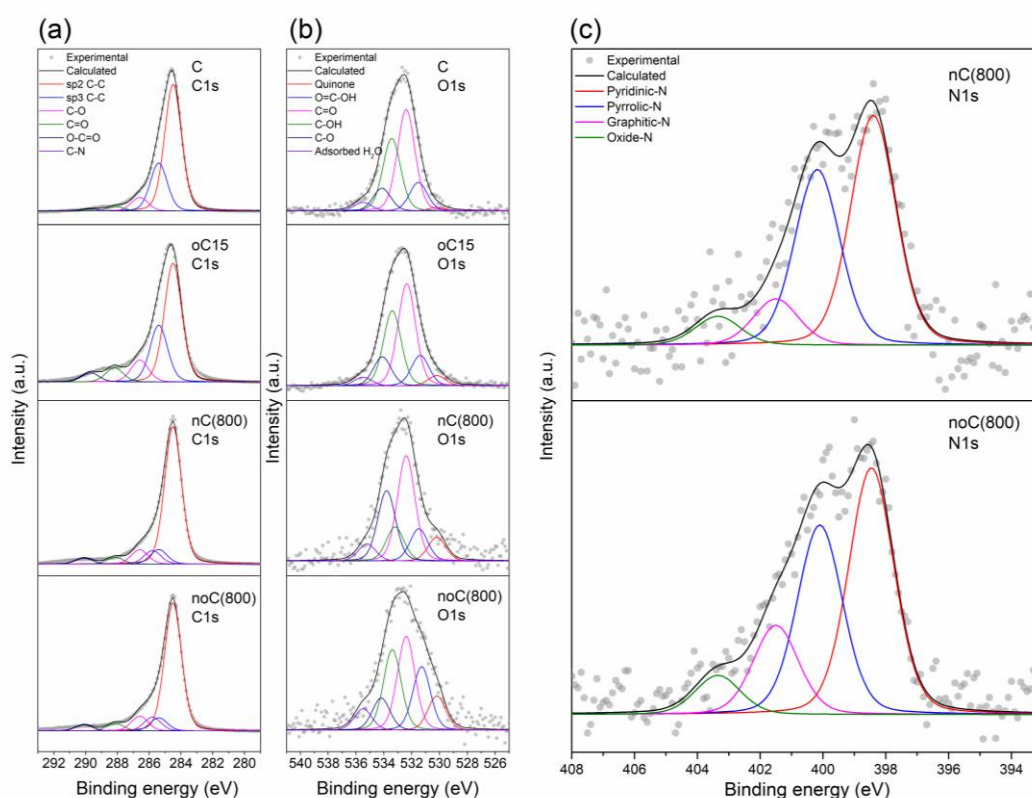 (a)
Experimental
Calculated
sp2 C-C
sp3 C-C
C-O
C=O
O-C=O
C-N
C
C1s
oC15
C1s
nC(800)
C1s
noC(800)
C1s
Intensity (a.u.)
292 290 288 286 284 282 280
Binding energy (eV)
(b)
Experimental
Calculated
Quinone
O=C-OH
C=O
C-OH
C-O
Adsorbed H₂O
C
O1s
oC15
O1s
nC(800)
O1s
noC(800)
O1s
Intensity (a.u.)
540 538 536 534 532 530 528 526
Binding energy (eV)
(c)
Experimental
Calculated
Pyridinic-N
Pyrrolic-N
Graphitic-N
Oxide-N
nC(800)
N1s
noC(800)
N1s
Intensity (a.u.)
408 406 404 402 400 398 396 394
Binding energy (eV)